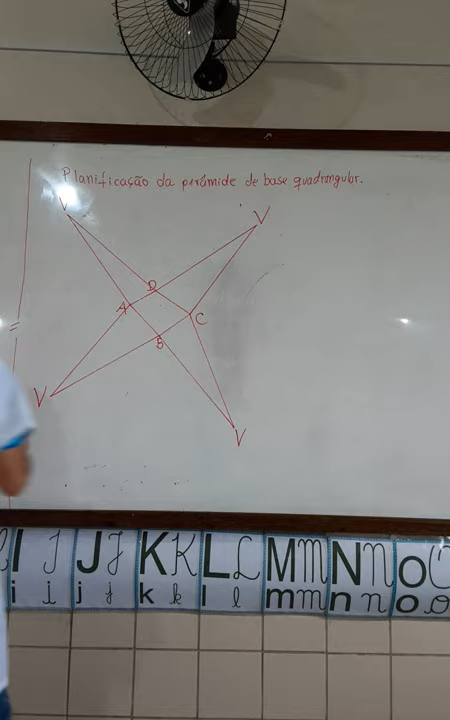 Planificação da pirâmide de base quadrangular.
V
V
D
A
C
B
V
V
I I J J K K L L M M N N O O
i i j j k k l l m m n n o o